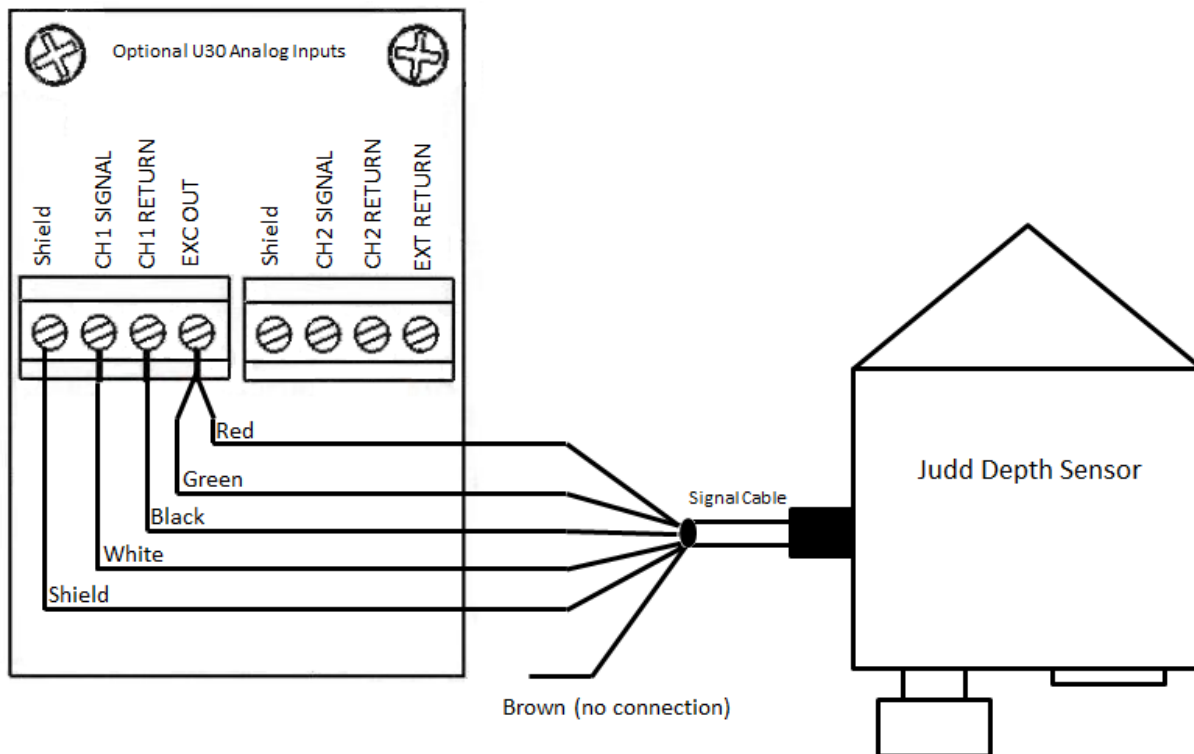 Optional U30 Analog Inputs
Shield
CH1 SIGNAL
CH1 RETURN
EXC OUT
Shield
CH2 SIGNAL
CH2 RETURN
EXT RETURN
Red
Green
Black
White
Shield
Signal Cable
Judd Depth Sensor
Brown (no connection)